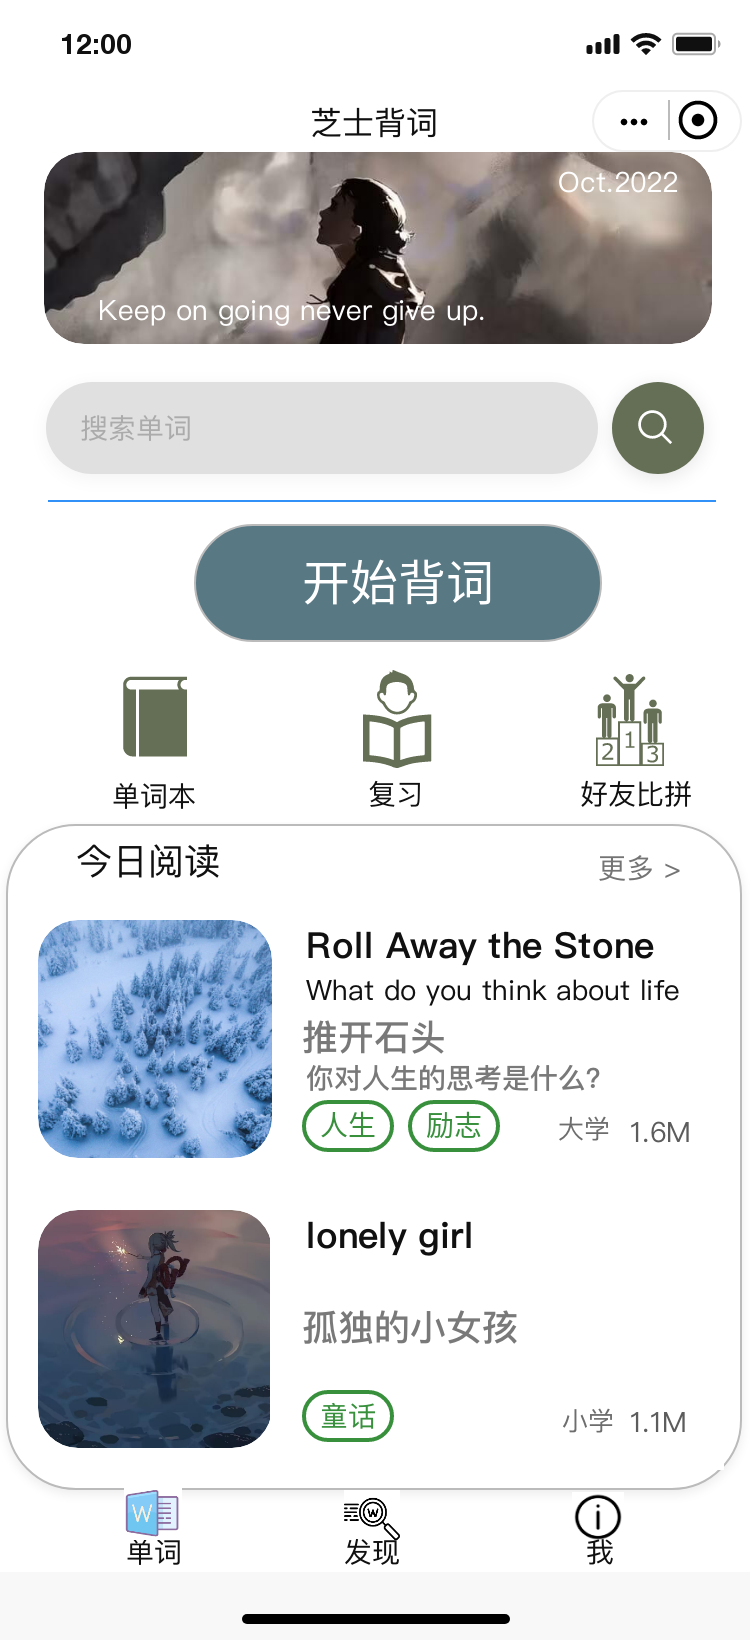 12:00
芝士背词
Oct.2022
Keep on going never give up.
搜索单词
开始背词
2 1 3
单词本 复习 好友比拼
今日阅读 更多 >
Roll Away the Stone
What do you think about life
推开石头
你对人生的思考是什么?
人生 励志 大学 1.6M
lonely girl
孤独的小女孩
童话 小学 1.1M
W W
单词 发现 我